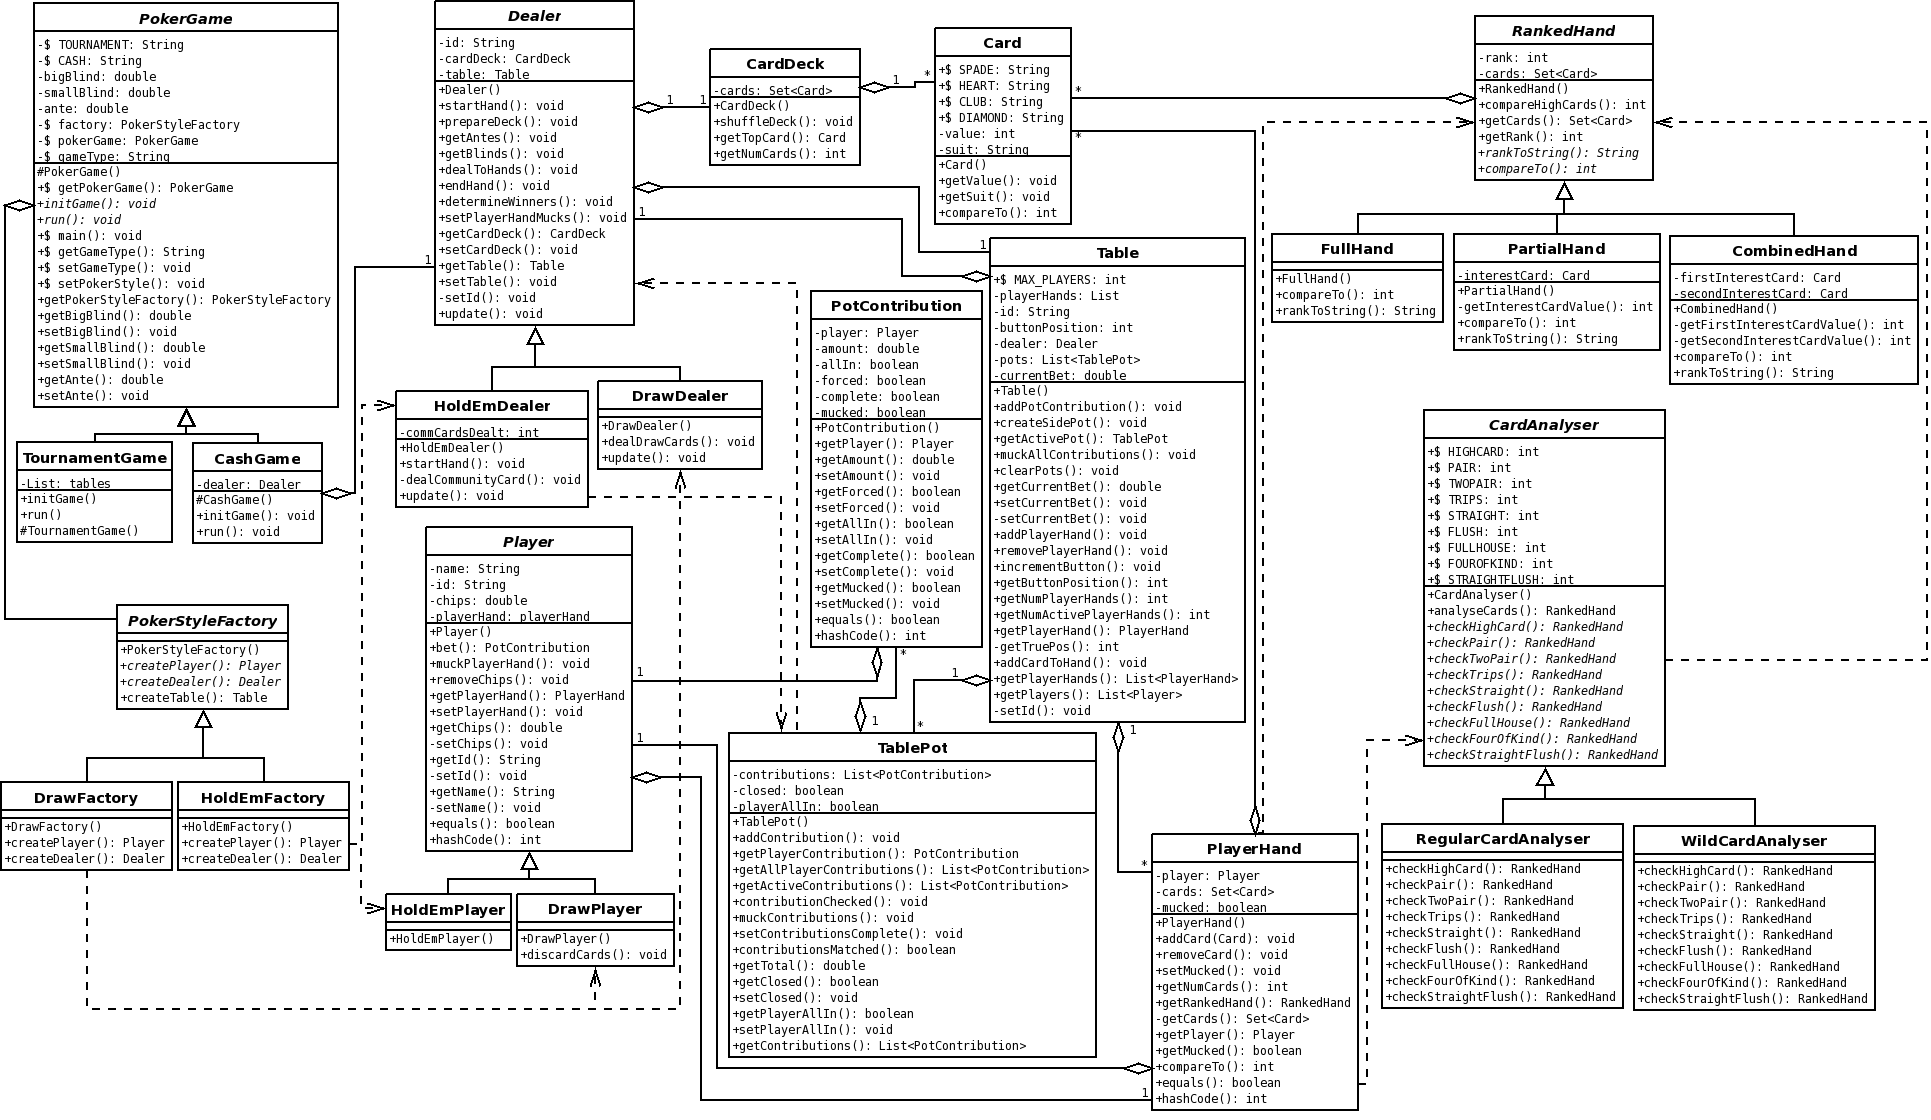 PokerGame
-$ TOURNAMENT: String
-$ CASH: String
-bigBlind: double
-smallBlind: double
-ante: double
-$ factory: PokerStyleFactory
-$ pokerGame: PokerGame
-$ gameType: String
#PokerGame()
+$ getPokerGame(): PokerGame
+initGame(): void
+run(): void
+$ main(): void
+$ getGameType(): String
+$ setGameType(): void
+$ setPokerStyle(): void
+getPokerStyleFactory(): PokerStyleFactory
+getBigBlind(): double
+setBigBlind(): void
+getSmallBlind(): double
+setSmallBlind(): void
+getAnte(): double
+setAnte(): void
TournamentGame
-List: tables
+initGame()
+run()
#TournamentGame()
CashGame
-dealer: Dealer
#CashGame()
+initGame(): void
+run(): void
PokerStyleFactory
+PokerStyleFactory()
+createPlayer(): Player
+createDealer(): Dealer
+createTable(): Table
DrawFactory
+DrawFactory()
+createPlayer(): Player
+createDealer(): Dealer
HoldEmFactory
+HoldEmFactory()
+createPlayer(): Player
+createDealer(): Dealer
Dealer
-id: String
-cardDeck: CardDeck
-table: Table
+Dealer()
+startHand(): void
+prepareDeck(): void
+getAntes(): void
+getBlinds(): void
+dealToHands(): void
+endHand(): void
+determineWinners(): void
+setPlayerHandMucks(): void
+getCardDeck(): CardDeck
+setCardDeck(): void
+getTable(): Table
+setTable(): void
-setId(): void
+update(): void
1
1
1
1
HoldEmDealer
-commCardsDealt: int
+HoldEmDealer()
+startHand(): void
-dealCommunityCard(): void
+update(): void
DrawDealer
+DrawDealer()
+dealDrawCards(): void
+update(): void
Player
-name: String
-id: String
-chips: double
-playerHand: playerHand
+Player()
+bet(): PotContribution
+muckPlayerHand(): void
+removeChips(): void
+getPlayerHand(): PlayerHand
+setPlayerHand(): void
+getChips(): double
-setChips(): void
+getId(): String
-setId(): void
+getName(): String
-setName(): void
+equals(): boolean
+hashCode(): int
1
1
HoldEmPlayer
+HoldEmPlayer()
DrawPlayer
+DrawPlayer()
+discardCards(): void
CardDeck
-cards: Set<Card>
+CardDeck()
+shuffleDeck(): void
+getTopCard(): Card
+getNumCards(): int
1
*
Card
+$ SPADE: String
+$ HEART: String
+$ CLUB: String
+$ DIAMOND: String
-value: int
-suit: String
+Card()
+getValue(): void
+getSuit(): void
+compareTo(): int
*
*
PotContribution
-player: Player
-amount: double
-allIn: boolean
-forced: boolean
-complete: boolean
-mucked: boolean
+PotContribution()
+getPlayer(): Player
+getAmount(): double
+setAmount(): void
+getForced(): boolean
+setForced(): void
+getAllIn(): boolean
+setAllIn(): void
+getComplete(): boolean
+setComplete(): void
+getMucked(): boolean
+setMucked(): void
+equals(): boolean
+hashCode(): int
*
1
1
Table
+$ MAX_PLAYERS: int
-playerHands: List
-id: String
-buttonPosition: int
-dealer: Dealer
-pots: List<TablePot>
-currentBet: double
+Table()
+addPotContribution(): void
+createSidePot(): void
+getActivePot(): TablePot
+muckAllContributions(): void
+clearPots(): void
+getCurrentBet(): double
+setCurrentBet(): void
-setCurrentBet(): void
+addPlayerHand(): void
+removePlayerHand(): void
+incrementButton(): void
+getButtonPosition(): int
+getNumPlayerHands(): int
+getNumActivePlayerHands(): int
+getPlayerHand(): PlayerHand
-getTruePos(): int
+addCardToHand(): void
+getPlayerHands(): List<PlayerHand>
+getPlayers(): List<Player>
-setId(): void
1
*
1
*
TablePot
-contributions: List<PotContribution>
-closed: boolean
-playerAllIn: boolean
+TablePot()
+addContribution(): void
+getPlayerContribution(): PotContribution
+getAllPlayerContributions(): List<PotContribution>
+getActiveContributions(): List<PotContribution>
+contributionChecked(): void
+muckContributions(): void
+setContributionsComplete(): void
+contributionsMatched(): boolean
+getTotal(): double
+getClosed(): boolean
+setClosed(): void
+getPlayerAllIn(): boolean
+setPlayerAllIn(): void
+getContributions(): List<PotContribution>
PlayerHand
-player: Player
-cards: Set<Card>
-mucked: boolean
+PlayerHand()
+addCard(Card): void
+removeCard(): void
+setMucked(): void
+getNumCards(): int
+getRankedHand(): RankedHand
-getCards(): Set<Card>
+getPlayer(): Player
+getMucked(): boolean
+compareTo(): int
+equals(): boolean
+hashCode(): int
1
RankedHand
-rank: int
-cards: Set<Card>
+RankedHand()
+compareHighCards(): int
+getCards(): Set<Card>
+getRank(): int
+rankToString(): String
+compareTo(): int
FullHand
+FullHand()
+compareTo(): int
+rankToString(): String
PartialHand
-interestCard: Card
+PartialHand()
-getInterestCardValue(): int
+compareTo(): int
+rankToString(): String
CombinedHand
-firstInterestCard: Card
-secondInterestCard: Card
+CombinedHand()
-getFirstInterestCardValue(): int
-getSecondInterestCardValue(): int
+compareTo(): int
+rankToString(): String
CardAnalyser
+$ HIGHCARD: int
+$ PAIR: int
+$ TWOPAIR: int
+$ TRIPS: int
+$ STRAIGHT: int
+$ FLUSH: int
+$ FULLHOUSE: int
+$ FOUROFKIND: int
+$ STRAIGHTFLUSH: int
+CardAnalyser()
+analyseCards(): RankedHand
+checkHighCard(): RankedHand
+checkPair(): RankedHand
+checkTwoPair(): RankedHand
+checkTrips(): RankedHand
+checkStraight(): RankedHand
+checkFlush(): RankedHand
+checkFullHouse(): RankedHand
+checkFourOfKind(): RankedHand
+checkStraightFlush(): RankedHand
RegularCardAnalyser
+checkHighCard(): RankedHand
+checkPair(): RankedHand
+checkTwoPair(): RankedHand
+checkTrips(): RankedHand
+checkStraight(): RankedHand
+checkFlush(): RankedHand
+checkFullHouse(): RankedHand
+checkFourOfKind(): RankedHand
+checkStraightFlush(): RankedHand
WildCardAnalyser
+checkHighCard(): RankedHand
+checkPair(): RankedHand
+checkTwoPair(): RankedHand
+checkTrips(): RankedHand
+checkStraight(): RankedHand
+checkFlush(): RankedHand
+checkFullHouse(): RankedHand
+checkFourOfKind(): RankedHand
+checkStraightFlush(): RankedHand